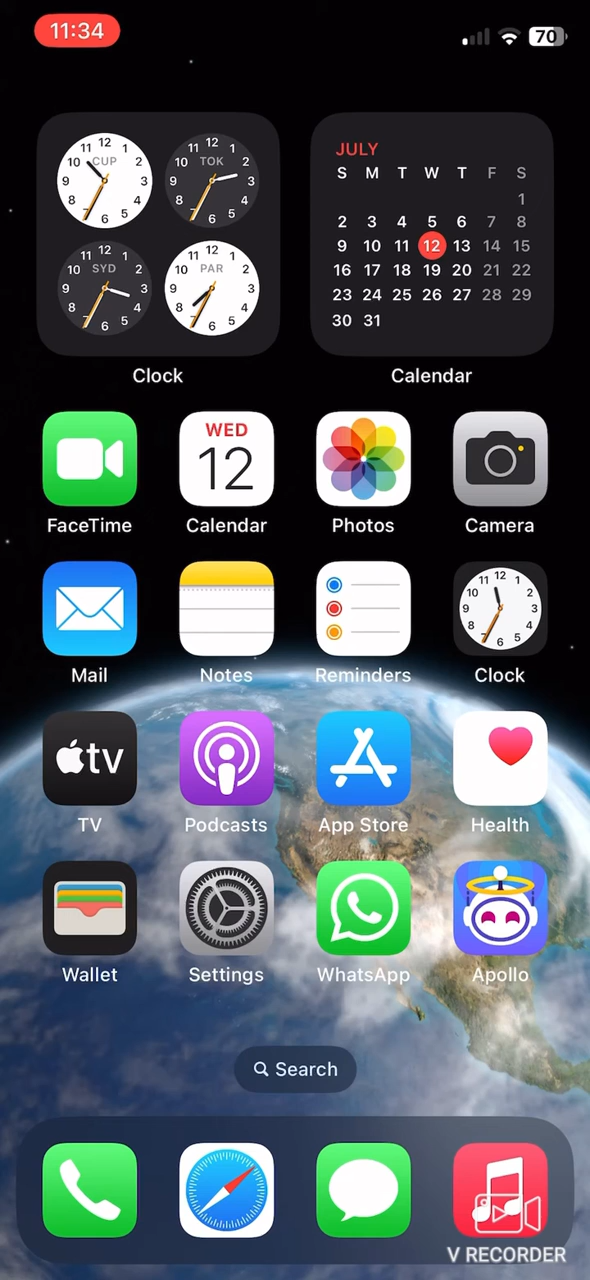 11:34
70
CUP
TOK
SYD
PAR
JULY
S M T W T F S
1
2 3 4 5 6 7 8
9 10 11 12 13 14 15
16 17 18 19 20 21 22
23 24 25 26 27 28 29
30 31
Clock
Calendar
WED
12
FaceTime
Calendar
Photos
Camera
Mail
Notes
Reminders
Clock
tv
TV
Podcasts
App Store
Health
Wallet
Settings
WhatsApp
Apollo
Search
V RECORDER